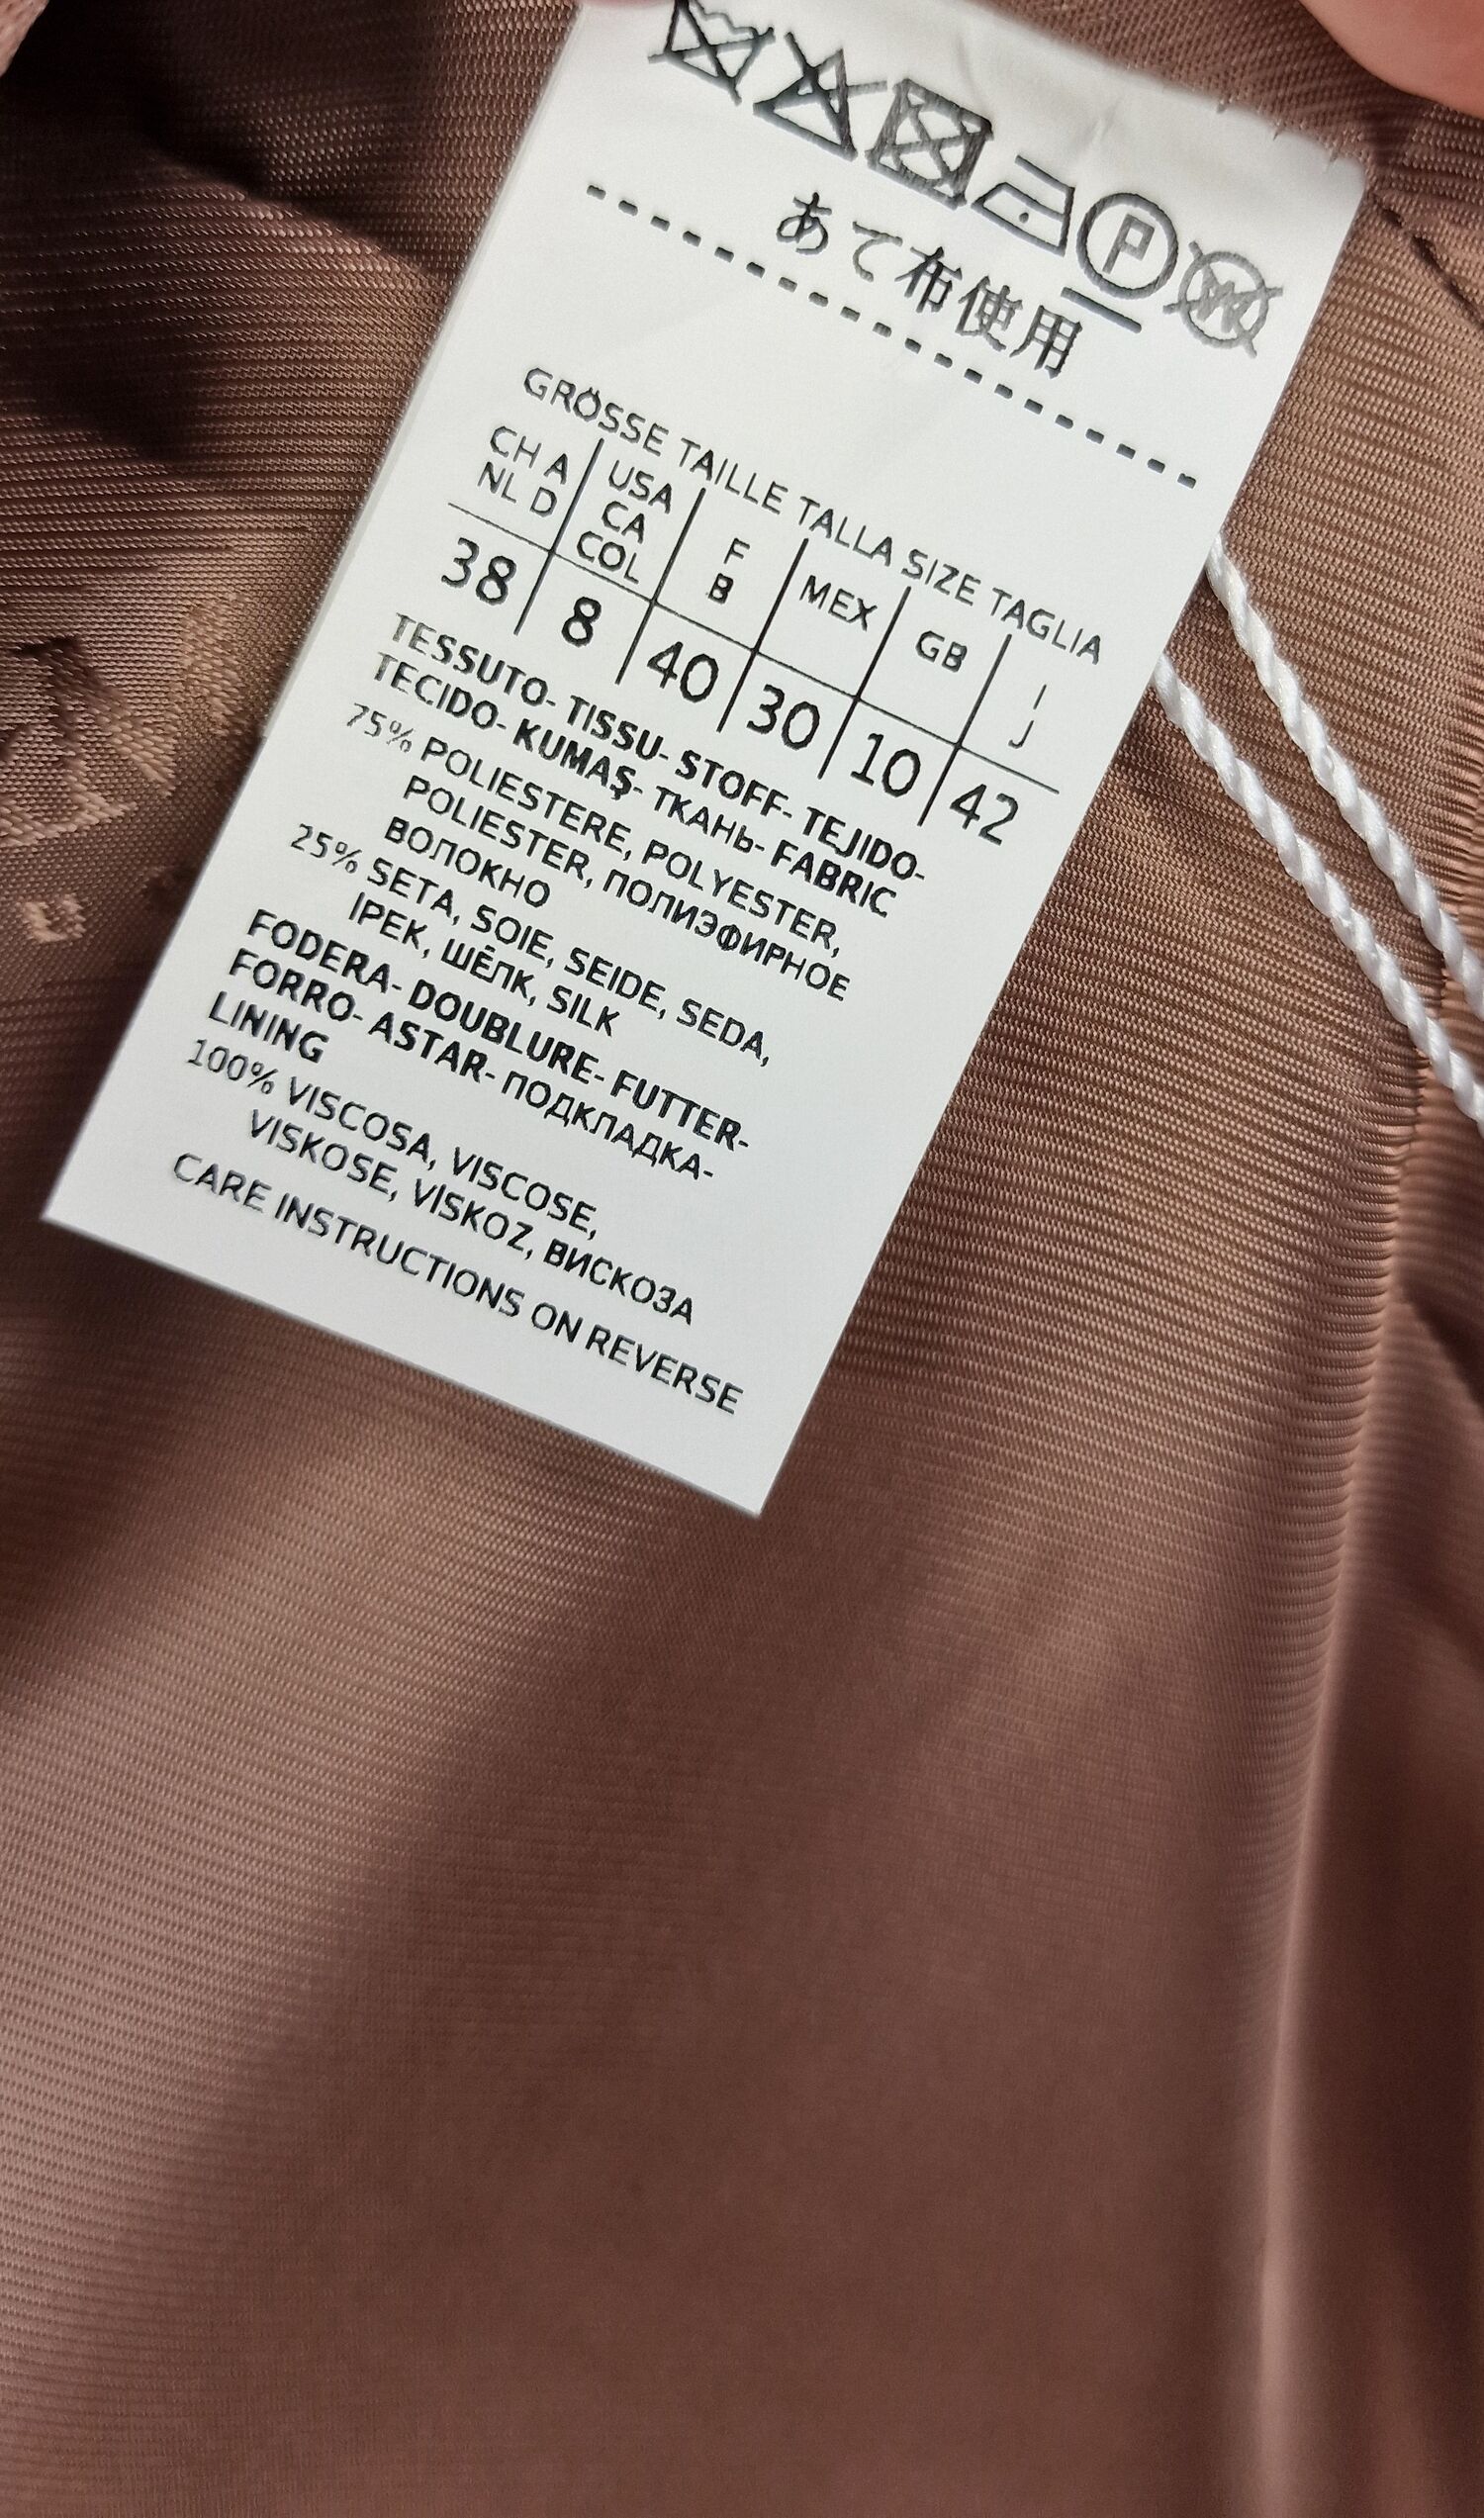 P W
あて布使用
GRÖSSE TAILLE TALLA SIZE TAGLIA
CH A NL D USA CA COL F B MEX GB I J
38 8 40 30 10 42
TESSUTO- TISSU- STOFF- TEJIDO-
TECIDO- KUMAŞ- ТКАНЬ- FABRIC
75% POLIESTERE, POLYESTER,
POLIESTER, ПОЛИЭФИРНОЕ
ВОЛОКНО
25% SETA, SOIE, SEIDE, SEDA,
IPEK, ШЁЛК, SILK
FODERA- DOUBLURE- FUTTER-
FORRO- ASTAR- ПОДКЛАДКА-
LINING
100% VISCOSA, VISCOSE,
VISKOSE, VISKOZ, ВИСКОЗА
CARE INSTRUCTIONS ON REVERSE